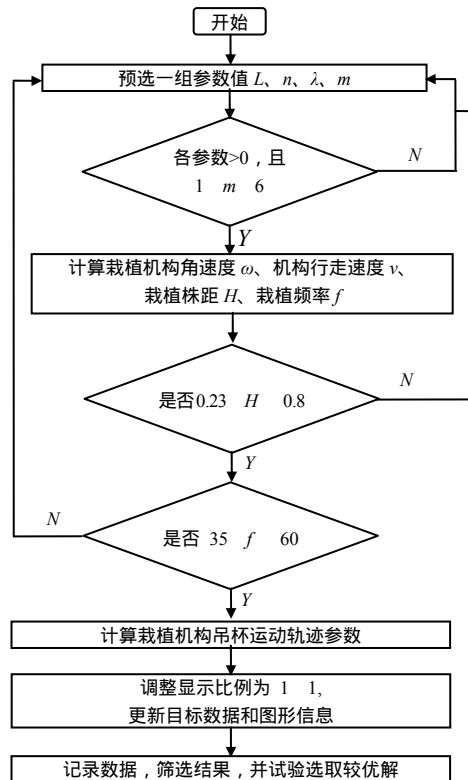 开始
预选一组参数值 L、n、λ、m
各参数>0，且
1 m 6
N
Y
计算栽植机构角速度 ω、机构行走速度 v、
栽植株距 H、栽植频率 f
是否0.23 H 0.8
N
Y
是否 35 f 60
N
Y
计算栽植机构吊杯运动轨迹参数
调整显示比例为 1 1,
更新目标数据和图形信息
记录数据，筛选结果，并试验选取较优解